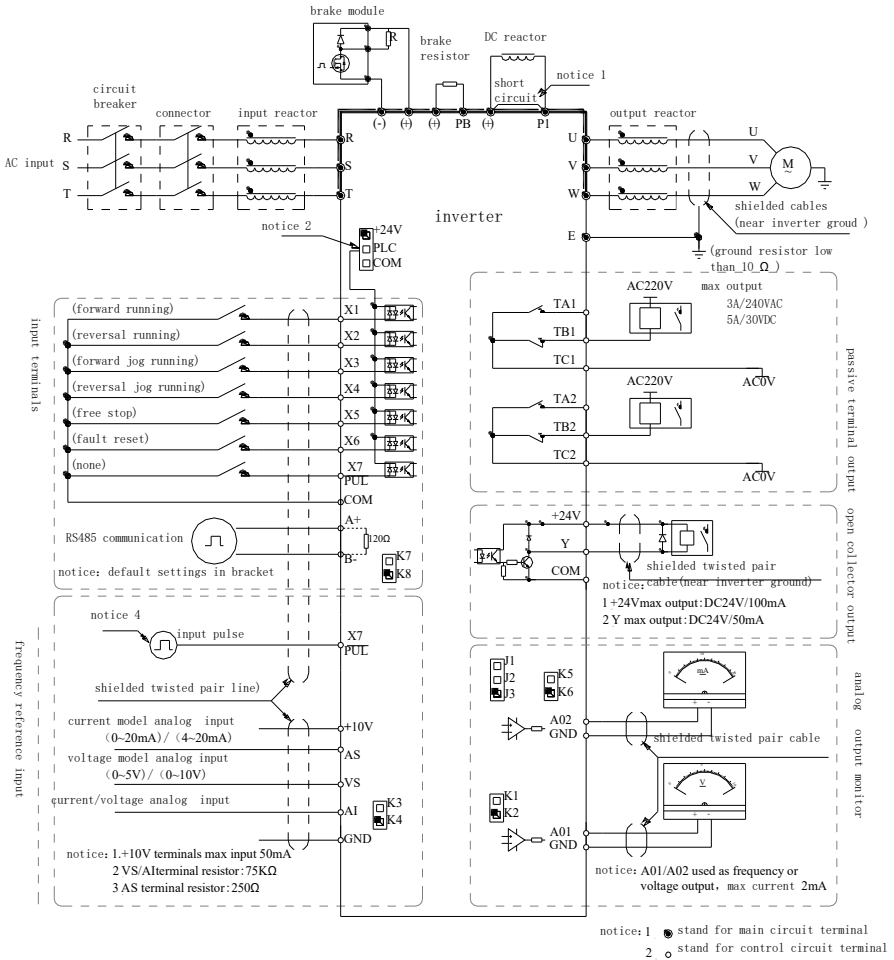 brake module
R
brake
resistor
DC reactor
notice 1
short
circuit
circuit
breaker
connector
input reactor
(-)
(+)
(+)
PB
(+)
P1
output reactor
R
R
U
U
AC input
S
S
V
V
M
~
T
T
W
W
inverter
shielded cables
(near inverter groud )
notice 2
+24V
PLC
COM
E
(ground resistor low
than 10 Ω )
input terminals
(forward running)
X1
(reversal running)
X2
(forward jog running)
X3
(reversal jog running)
X4
(free stop)
X5
(fault reset)
X6
(none)
X7
PUL
COM
A+
RS485 communication
120Ω
B-
K7
K8
notice: default settings in bracket
AC220V
max output
3A/240VAC
5A/30VDC
TA1
TB1
TC1
AC0V
AC220V
TA2
TB2
TC2
AC0V
passive terminal output
+24V
Y
COM
shielded twisted pair
cable(near inverter ground)
notice:
1 +24Vmax output:DC24V/100mA
2 Y max output:DC24V/50mA
open collector output
frequency reference input
notice 4
input pulse
X7
PUL
shielded twisted pair line)
current model analog input
(0~20mA)/ (4~20mA)
+10V
AS
voltage model analog input
(0~5V)/ (0~10V)
VS
current/voltage analog input
AI
K3
K4
GND
notice: 1.+10V terminals max input 50mA
2 VS/AIterminal resistor:75KΩ
3 AS terminal resistor:250Ω
J1
J2
J3
K5
K6
mA
+ -
A02
GND
shielded twisted pair cable
K1
K2
V
+ -
A01
GND
notice: A01/A02 used as frequency or
voltage output, max current 2mA
analog output monitor
notice: 1 stand for main circuit terminal
2 stand for control circuit terminal